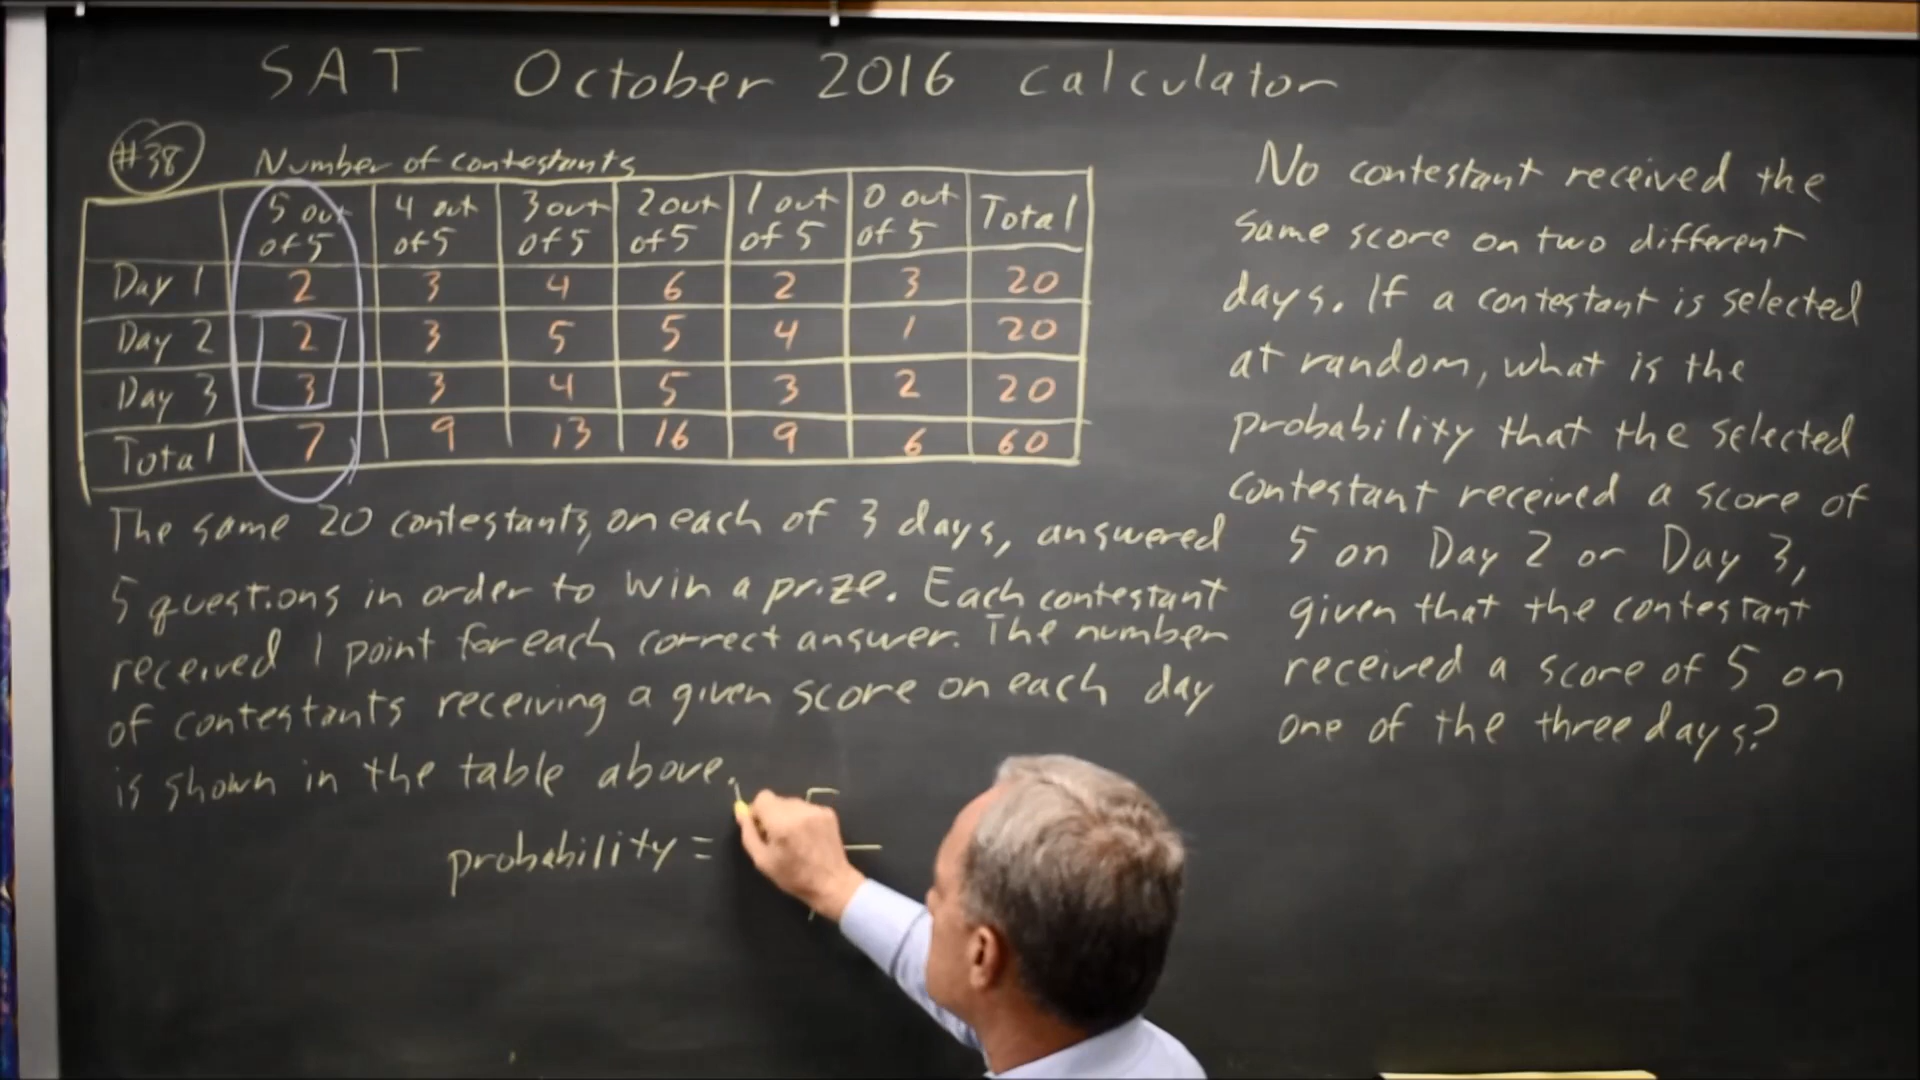 SAT October 2016 Calculator
#38 Number of contestants
5 out of 5 4 out of 5 3 out of 5 2 out of 5 1 out of 5 0 out of 5 Total
Day 1 2 3 4 6 2 3 20
Day 2 2 3 5 5 4 1 20
Day 3 3 3 4 5 3 2 20
Total 7 9 13 16 9 6 60
The same 20 contestants, on each of 3 days, answered
5 questions in order to win a prize. Each contestant
received 1 point for each correct answer. The number
of contestants receiving a given score on each day
is shown in the table above.
probability =
No contestant received the
same score on two different
days. If a contestant is selected
at random, what is the
probability that the selected
contestant received a score of
5 on Day 2 or Day 3,
given that the contestant
received a score of 5 on
one of the three days?